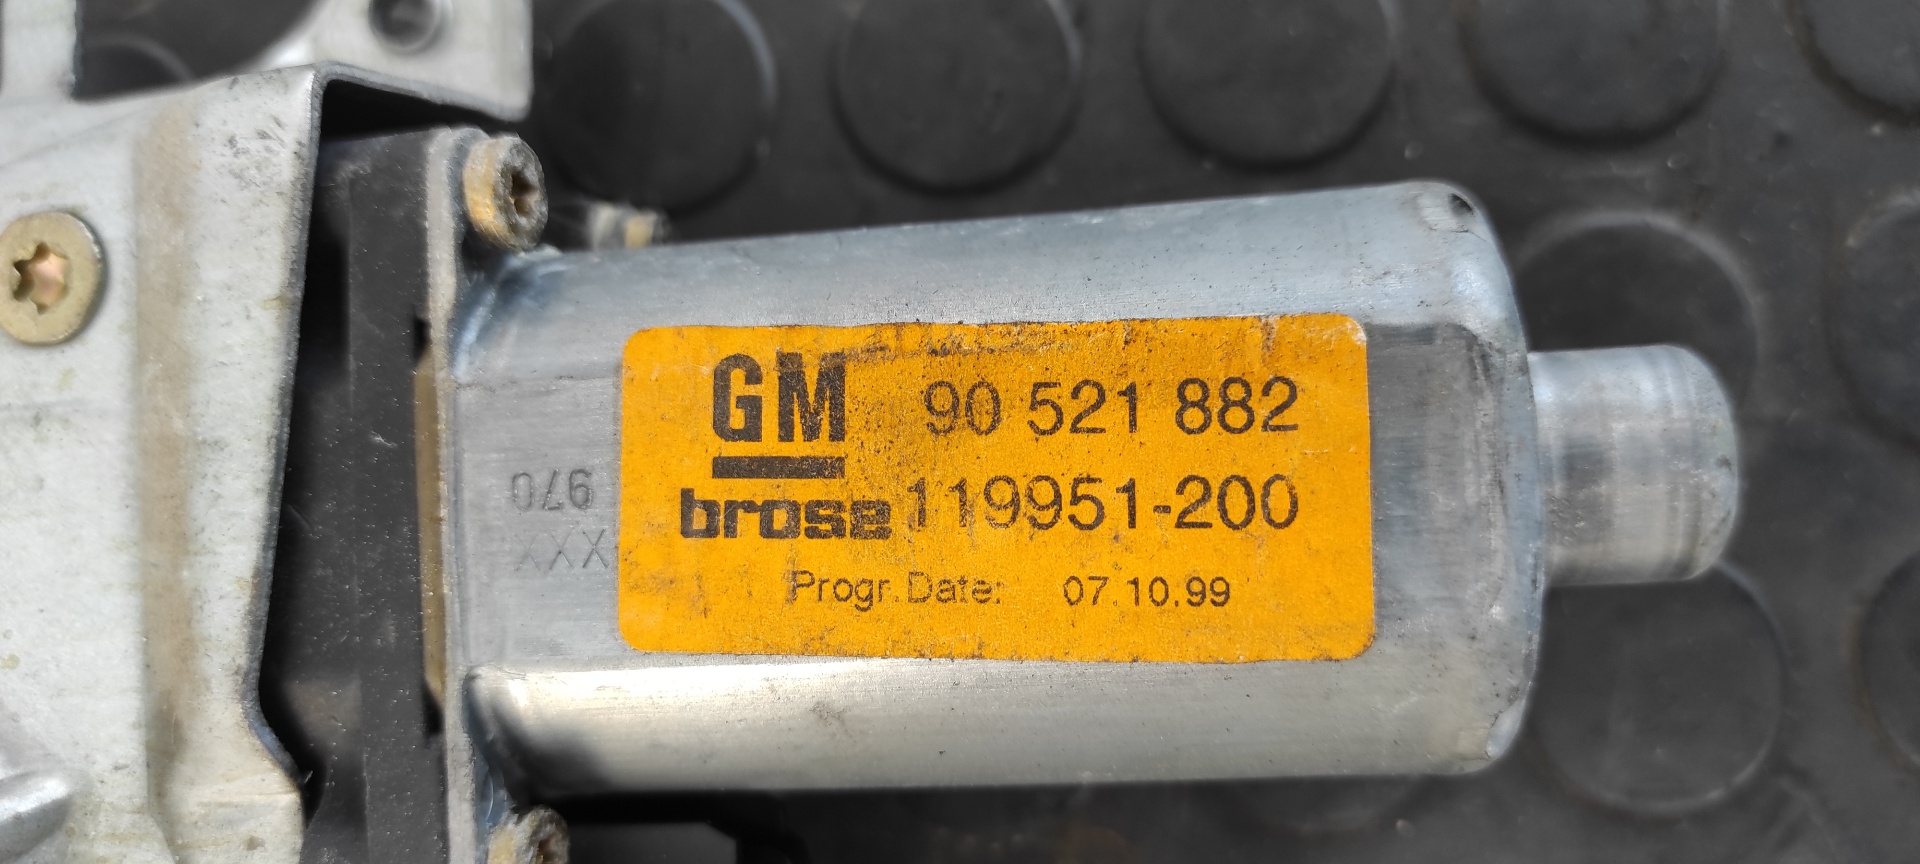 GM 90 521 882
brose 119951-200
Progr.Date: 07.10.99
970
XXX